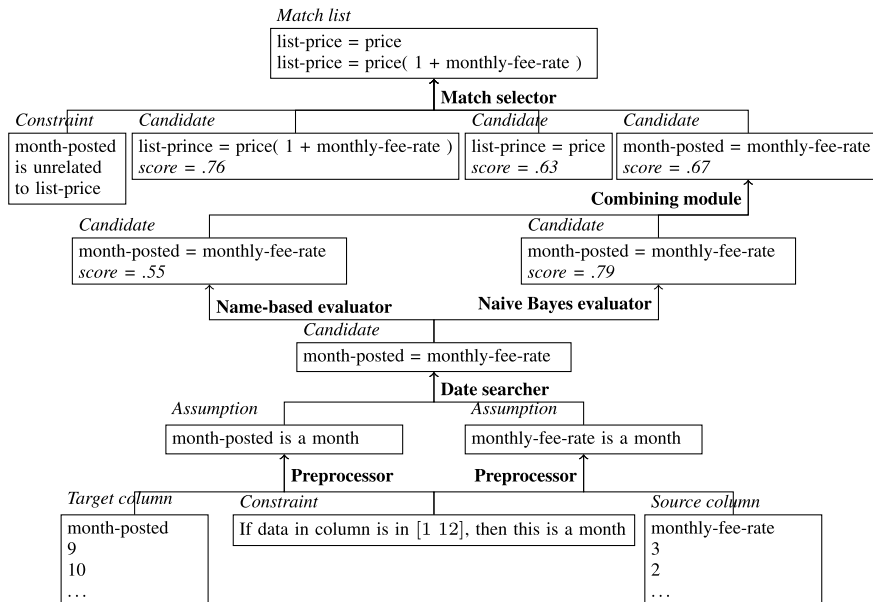 Match list
list-price = price
list-price = price( 1 + monthly-fee-rate )
Match selector
Constraint
month-posted
is unrelated
to list-price
Candidate
list-prince = price( 1 + monthly-fee-rate )
score = .76
Candidate
list-prince = price
score = .63
Candidate
month-posted = monthly-fee-rate
score = .67
Combining module
Candidate
month-posted = monthly-fee-rate
score = .55
Candidate
month-posted = monthly-fee-rate
score = .79
Name-based evaluator
Naive Bayes evaluator
Candidate
month-posted = monthly-fee-rate
Date searcher
Assumption
month-posted is a month
Assumption
monthly-fee-rate is a month
Preprocessor
Preprocessor
Target column
month-posted
9
10
...
Constraint
If data in column is in [1 12], then this is a month
Source column
monthly-fee-rate
3
2
...